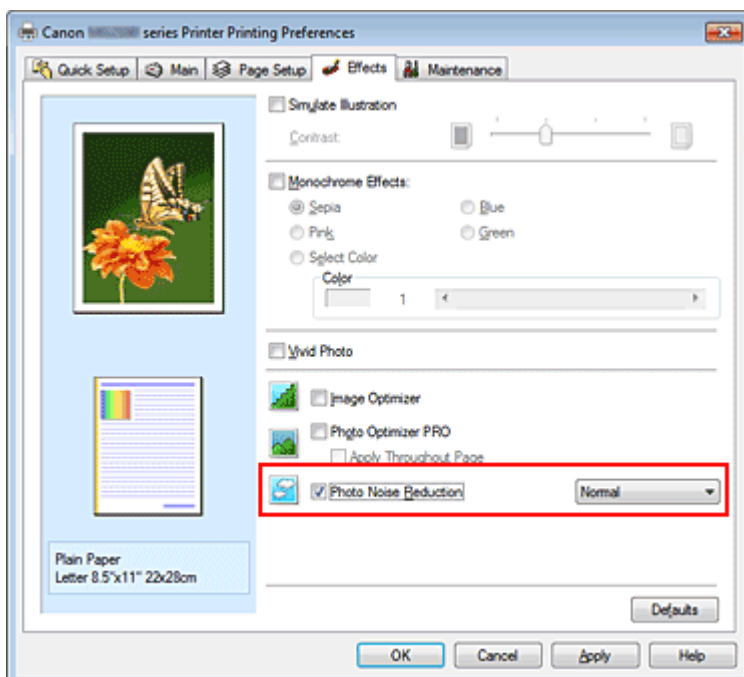 Canon series Printer Printing Preferences
Quick Setup Main Page Setup Effects Maintenance
Simulate Illustration
Contrast:
Monochrome Effects:
Sepia Blue
Pink Green
Select Color
Color
1
Vivid Photo
Image Optimizer
Photo Optimizer PRO
Apply Throughout Page
Photo Noise Reduction Normal
Plain Paper
Letter 8.5"x11" 22x28cm
Defaults
OK Cancel Apply Help